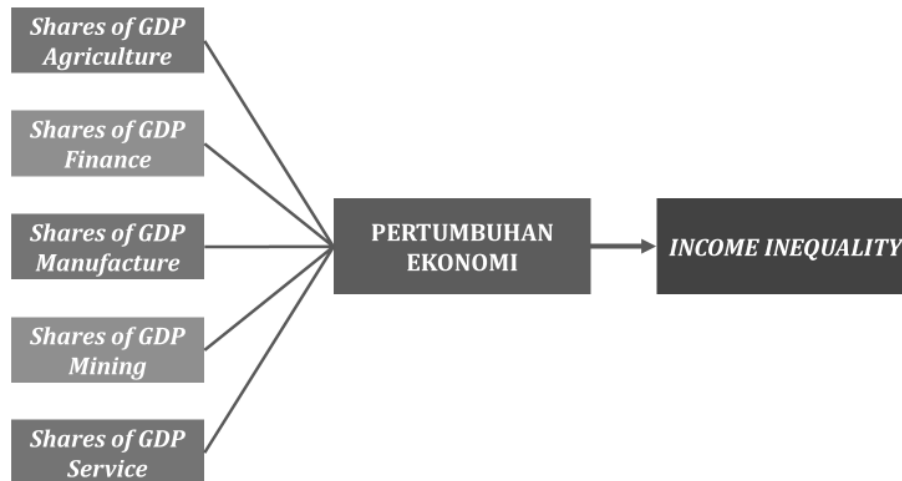 Shares of GDP
Agriculture
Shares of GDP
Finance
Shares of GDP
Manufacture
Shares of GDP
Mining
Shares of GDP
Service
PERTUMBUHAN
EKONOMI
INCOME INEQUALITY